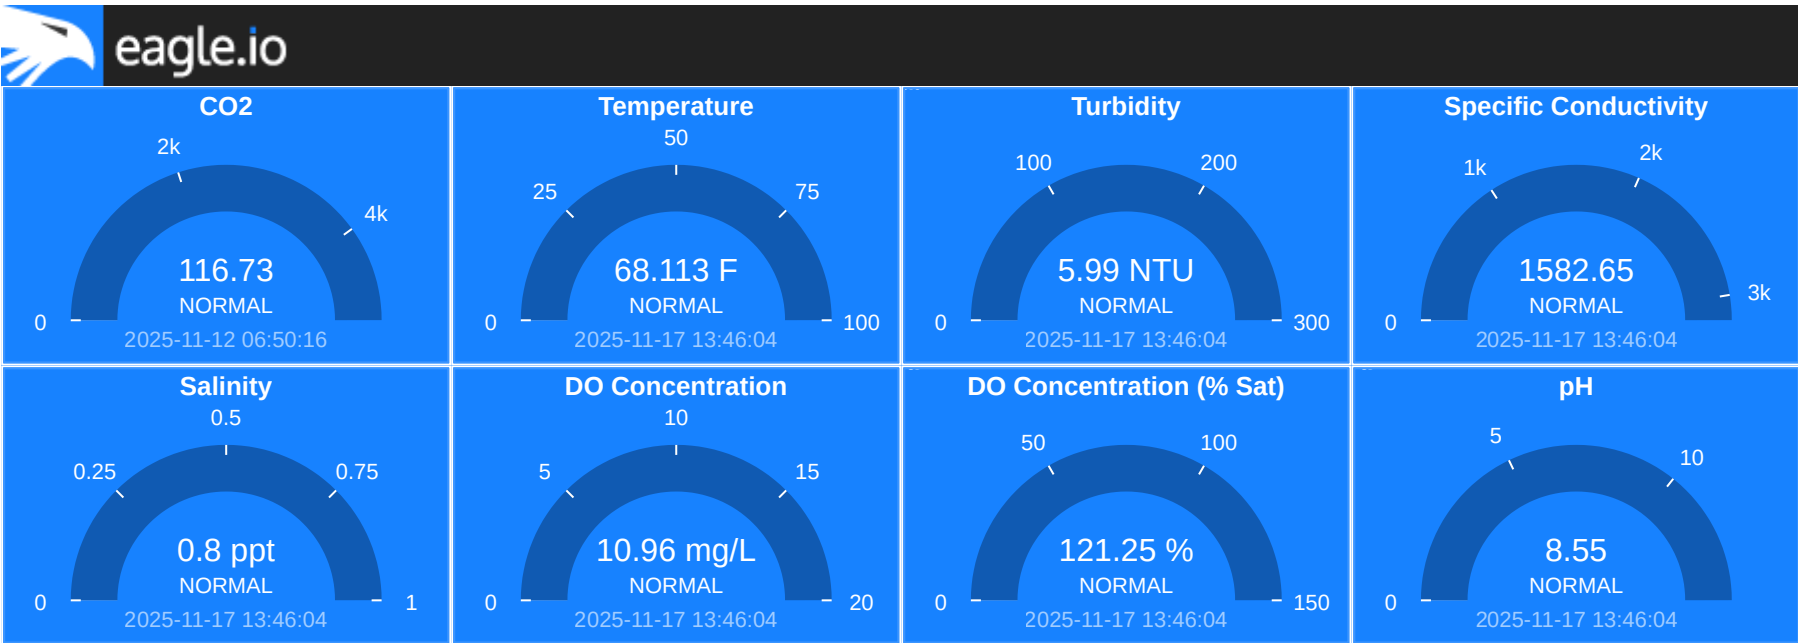 eagle.io
CO2
2k
4k
0
116.73
NORMAL
2025-11-12 06:50:16
Temperature
50
25
75
0
100
68.113 F
NORMAL
2025-11-17 13:46:04
Turbidity
100
200
0
300
5.99 NTU
NORMAL
2025-11-17 13:46:04
Specific Conductivity
1k
2k
3k
0
1582.65
NORMAL
2025-11-17 13:46:04
Salinity
0.5
0.25
0.75
0
1
0.8 ppt
NORMAL
2025-11-17 13:46:04
DO Concentration
10
5
15
0
20
10.96 mg/L
NORMAL
2025-11-17 13:46:04
DO Concentration (% Sat)
50
100
0
150
121.25 %
NORMAL
2025-11-17 13:46:04
pH
5
10
0
8.55
NORMAL
2025-11-17 13:46:04